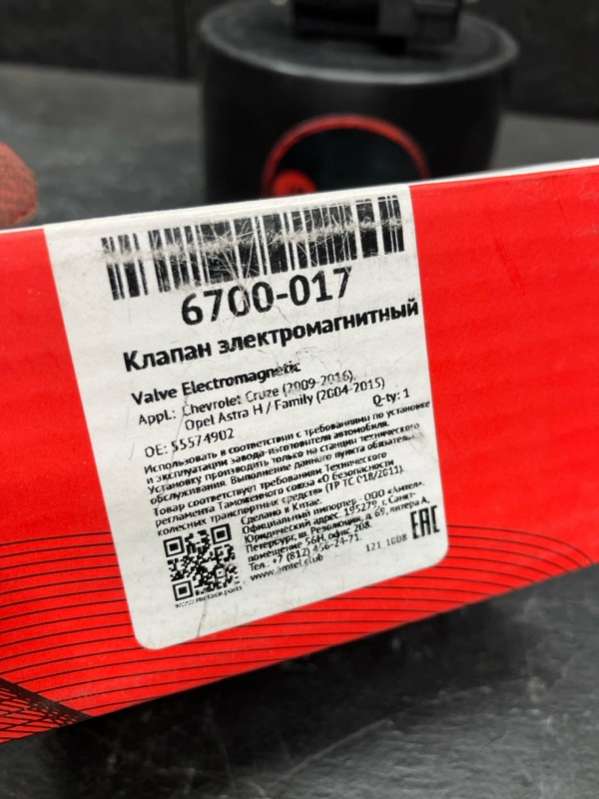 6700-017
Клапан электромагнитный
Valve Electromagnetic
Appl.: Chevrolet Cruze (2009-2016),
Opel Astra H / Family (2004-2015)
OE: 55574902
Q-ty: 1
Использовать в соответствии с требованиями по установке
и эксплуатации завода-изготовителя автомобиля.
Установку производить только на станции технического
обслуживания. Выполнение данного пункта обязательно.
Товар соответствует требованиям Технического
регламента Таможенного союза «О безопасности
колесных транспортных средств» (ТР ТС 018/2011).
Сделано в Китае.
Официальный импортер - ООО «Амтел».
Юридический адрес: 195279, г. Санкт-
Петербург, ш. Революции, д. 69, литера А,
помещение 56Н, офис 208.
Тел.: +7 (812) 456-24-71.
www.amtel.club
121 1008
EAC